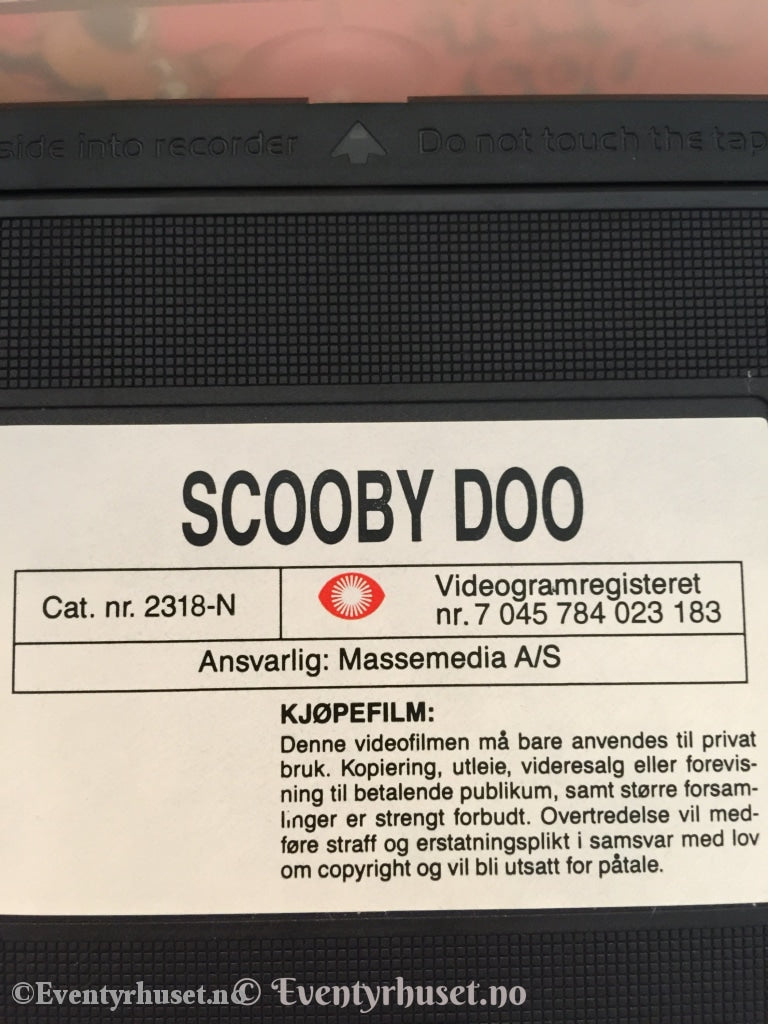 side into recorder Do not touch the tap
SCOOBY DOO
Cat. nr. 2318-N
Videogramregisteret
nr. 7 045 784 023 183
Ansvarlig: Massemedia A/S
KJØPEFILM:
Denne videofilmen må bare anvendes til privat
bruk. Kopiering, utleie, videresalg eller forevis-
ning til betalende publikum, samt større forsam-
linger er strengt forbudt. Overtredelse vil med-
føre straff og erstatningsplikt i samsvar med lov
om copyright og vil bli utsatt for påtale.
©Eventyrhuset.no © Eventyrhuset.no